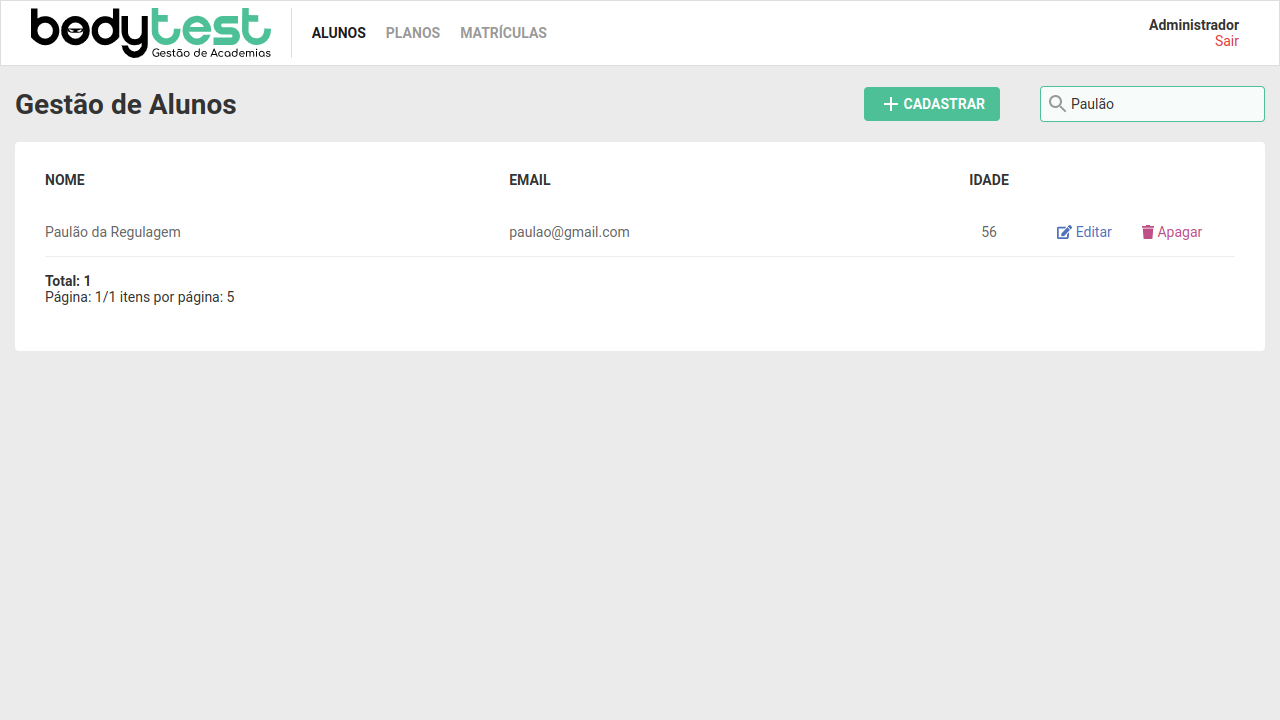 bodytest
Gestão de Academias
ALUNOS PLANOS MATRÍCULAS
Administrador
Sair
Gestão de Alunos
CADASTRAR
Paulão
NOME EMAIL IDADE
Paulão da Regulagem paulao@gmail.com 56 Editar Apagar
Total: 1
Página: 1/1 itens por página: 5